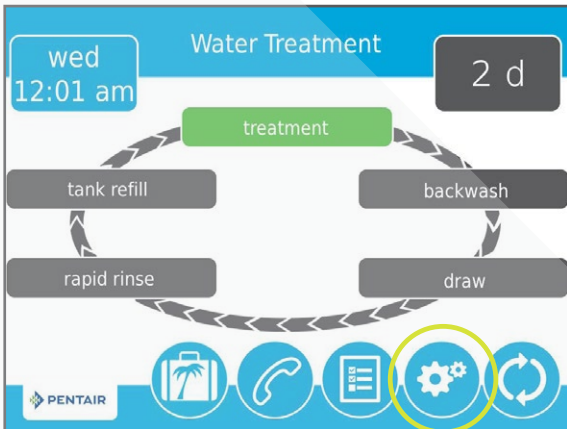 wed
12:01 am
Water Treatment
2 d
treatment
tank refill
backwash
rapid rinse
draw
PENTAIR